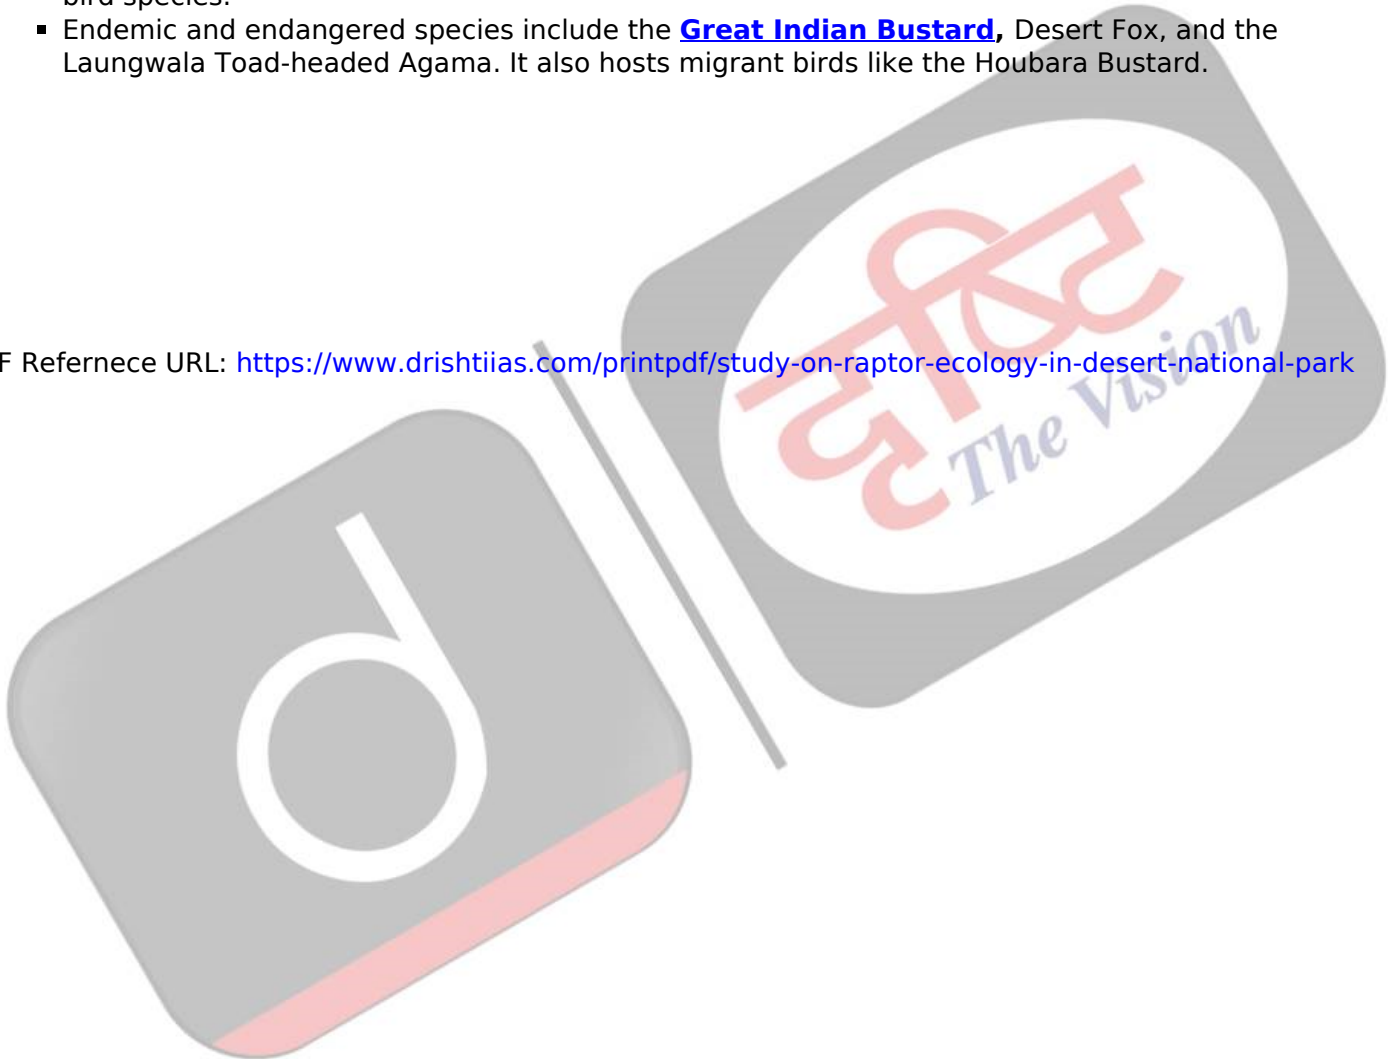 bird species.
▪ Endemic and endangered species include the Great Indian Bustard, Desert Fox, and the
Laungwala Toad-headed Agama. It also hosts migrant birds like the Houbara Bustard.
F Refernece URL: https://www.drishtiias.com/printpdf/study-on-raptor-ecology-in-desert-national-park
दृष्टि
The Vision
d